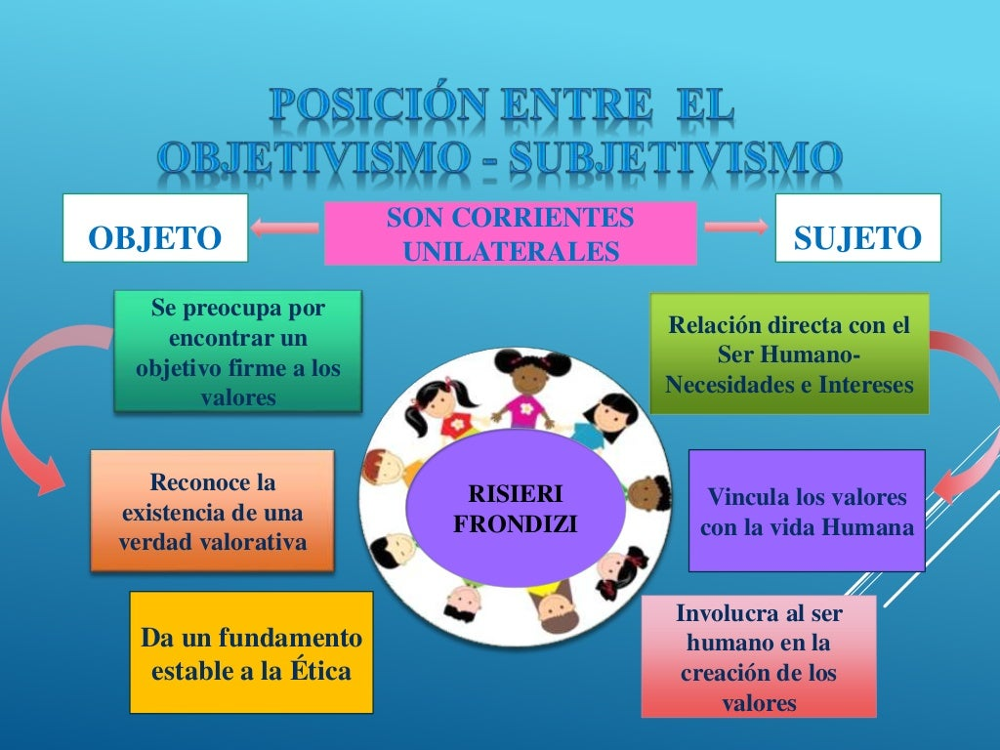 POSICIÓN ENTRE EL
OBJETIVISMO - SUBJETIVISMO
OBJETO
SON CORRIENTES
UNILATERALES
SUJETO
Se preocupa por
encontrar un
objetivo firme a los
valores
Relación directa con el
Ser Humano-
Necesidades e Intereses
Reconoce la
existencia de una
verdad valorativa
RISIERI
FRONDIZI
Vincula los valores
con la vida Humana
Da un fundamento
estable a la Ética
Involucra al ser
humano en la
creación de los
valores